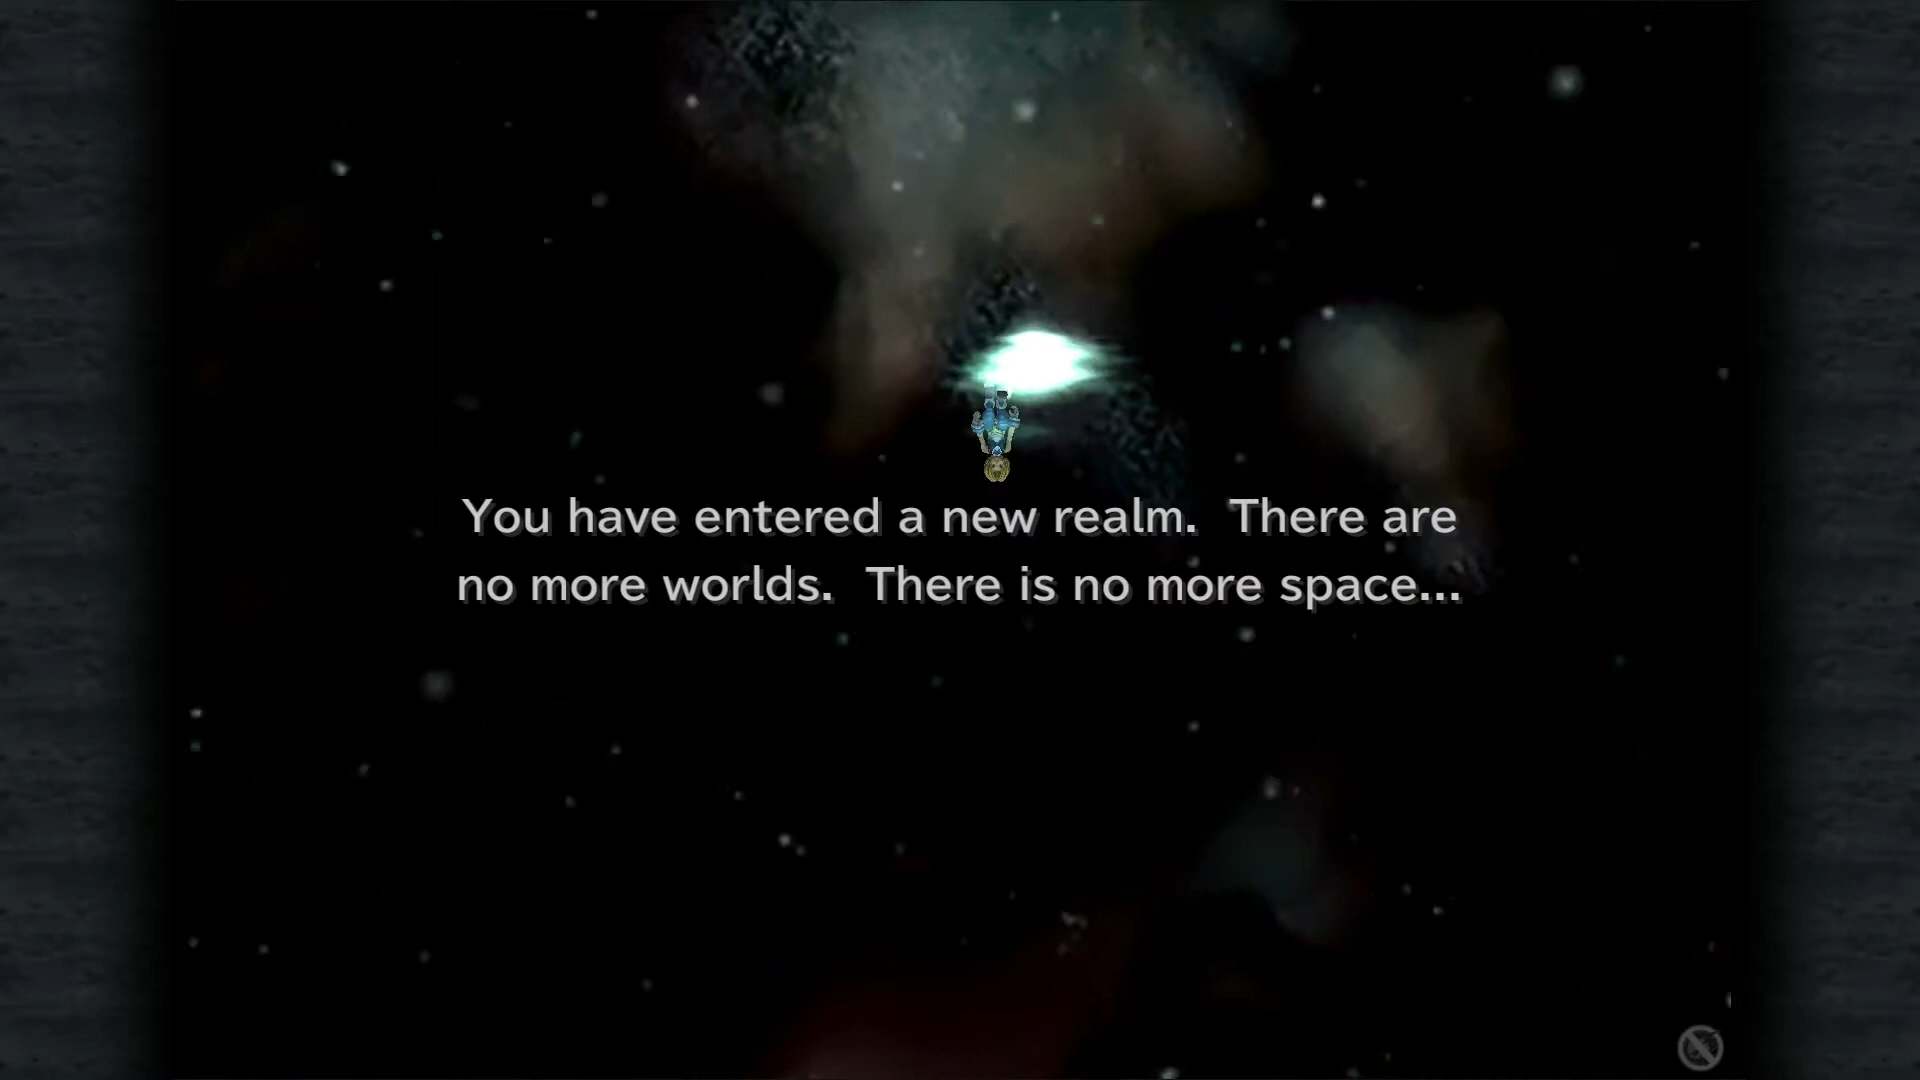 You have entered a new realm.  There are
no more worlds.  There is no more space...